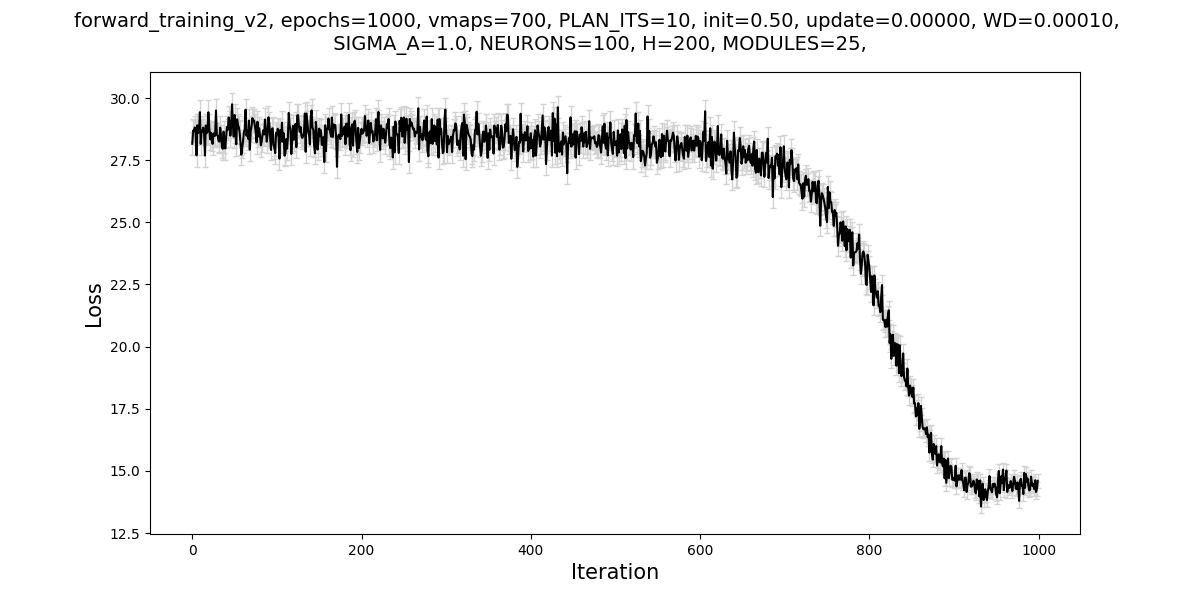 forward_training_v2, epochs=1000, vmaps=700, PLAN_ITS=10, init=0.50, update=0.00000, WD=0.00010,
SIGMA_A=1.0, NEURONS=100, H=200, MODULES=25,
30.0
27.5
25.0
22.5
20.0
17.5
15.0
12.5
Loss
0 200 400 600 800 1000
Iteration